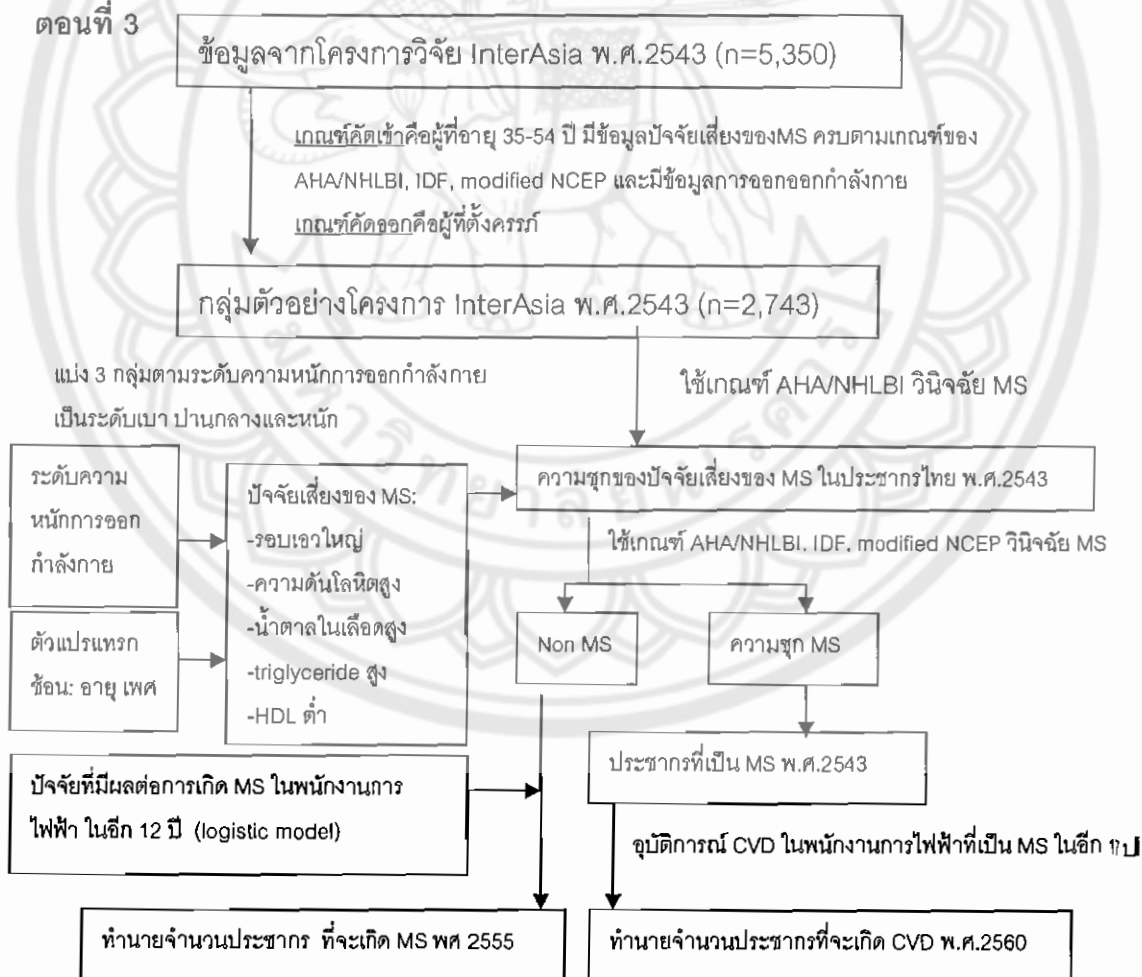 ตอนที่ 3
ข้อมูลจากโครงการวิจัย InterAsia พ.ศ.2543 (n=5,350)
เกณฑ์คัดเข้าคือผู้ที่อายุ 35-54 ปี มีข้อมูลปัจจัยเสี่ยงของMS ครบตามเกณฑ์ของ
AHA/NHLBI, IDF, modified NCEP และมีข้อมูลการออกออกกำลังกาย
เกณฑ์คัดออกคือผู้ที่ตั้งครรภ์
กลุ่มตัวอย่างโครงการ InterAsia พ.ศ.2543 (n=2,743)
แบ่ง 3 กลุ่มตามระดับความหนักการออกกำลังกาย
เป็นระดับเบา ปานกลางและหนัก
ใช้เกณฑ์ AHA/NHLBI วินิจฉัย MS
ระดับความ
หนักการออก
กำลังกาย
ตัวแปรแทรก
ซ้อน: อายุ เพศ
ปัจจัยเสี่ยงของ MS:
-รอบเอวใหญ่
-ความดันโลหิตสูง
-น้ำตาลในเลือดสูง
-triglyceride สูง
-HDL ต่ำ
ความชุกของปัจจัยเสี่ยงของ MS ในประชากรไทย พ.ศ.2543
ใช้เกณฑ์ AHA/NHLBI. IDF. modified NCEP วินิจฉัย MS
Non MS
ความชุก MS
ประชากรที่เป็น MS พ.ศ.2543
ปัจจัยที่มีผลต่อการเกิด MS ในพนักงานการ
ไฟฟ้า ในอีก 12 ปี (logistic model)
อุบัติการณ์ CVD ในพนักงานการไฟฟ้าที่เป็น MS ในอีก
ทำนายจำนวนประชากร ที่จะเกิด MS พศ 2555
ทำนายจำนวนประชากรที่จะเกิด CVD พ.ศ.2560
มหาวิทยาลัยนเรศวร